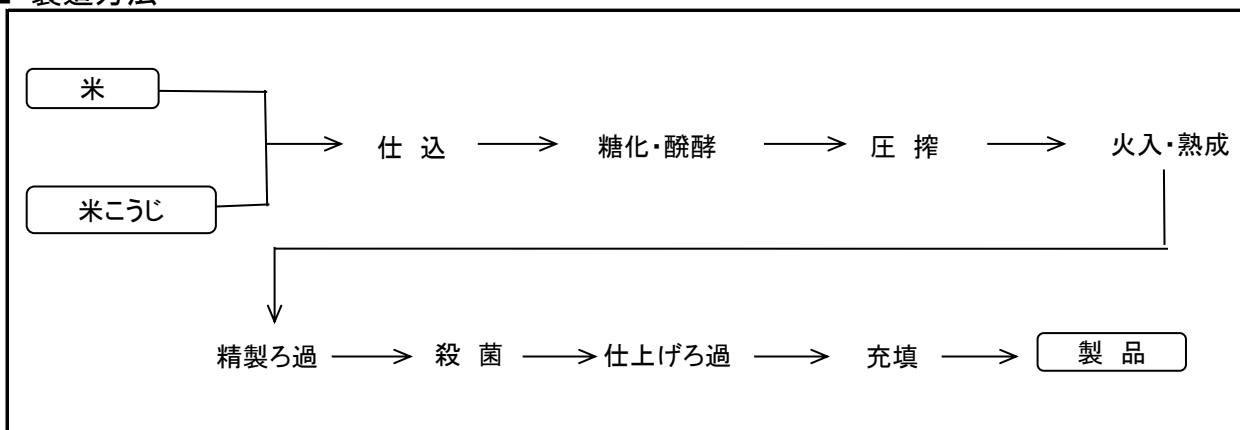 ■ 製造方法
米
仕 込 糖化・醗酵 圧 搾 火入・熟成
米こうじ
精製ろ過 殺 菌 仕上げろ過 充填 製 品